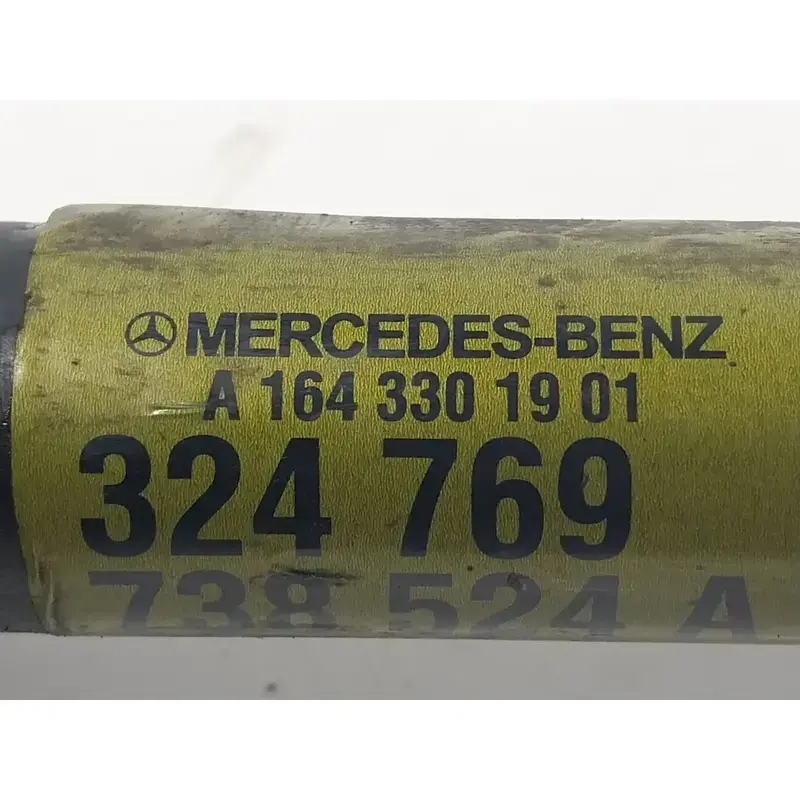 MERCEDES-BENZ
A 164 330 19 01
324 769
738 524 A